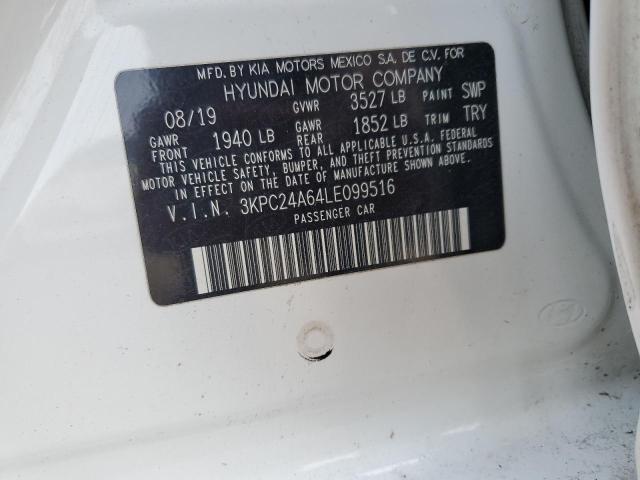 MFD. BY KIA MOTORS MEXICO S.A. DE C.V. FOR
HYUNDAI MOTOR COMPANY
08/19 GVWR 3527 LB PAINT SWP
GAWR FRONT 1940 LB GAWR REAR 1852 LB TRIM TRY
THIS VEHICLE CONFORMS TO ALL APPLICABLE U.S.A. FEDERAL
MOTOR VEHICLE SAFETY, BUMPER, AND THEFT PREVENTION STANDARDS
IN EFFECT ON THE DATE OF MANUFACTURE SHOWN ABOVE.
V.I.N. 3KPC24A64LE099516
PASSENGER CAR